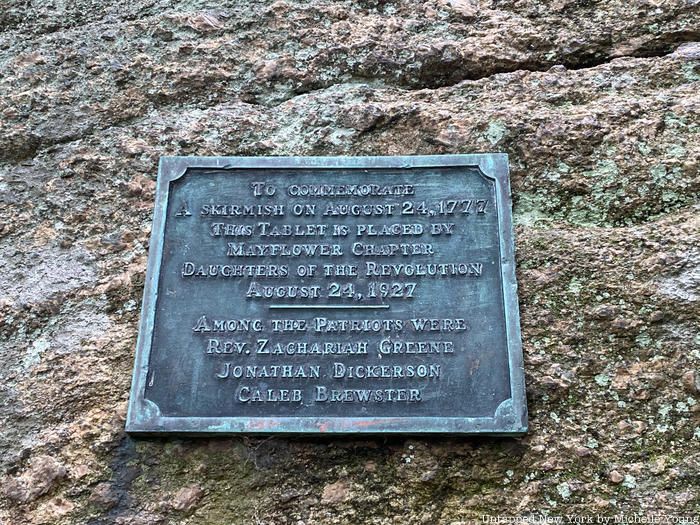 To commemorate
A skirmish on August 24, 1777
This Tablet is placed by
Mayflower Chapter
Daughters of the Revolution
August 24, 1927
Among the Patriots were
Rev. Zachariah Greene
Jonathan Dickerson
Caleb Brewster
Untapped New York by Michelle Young